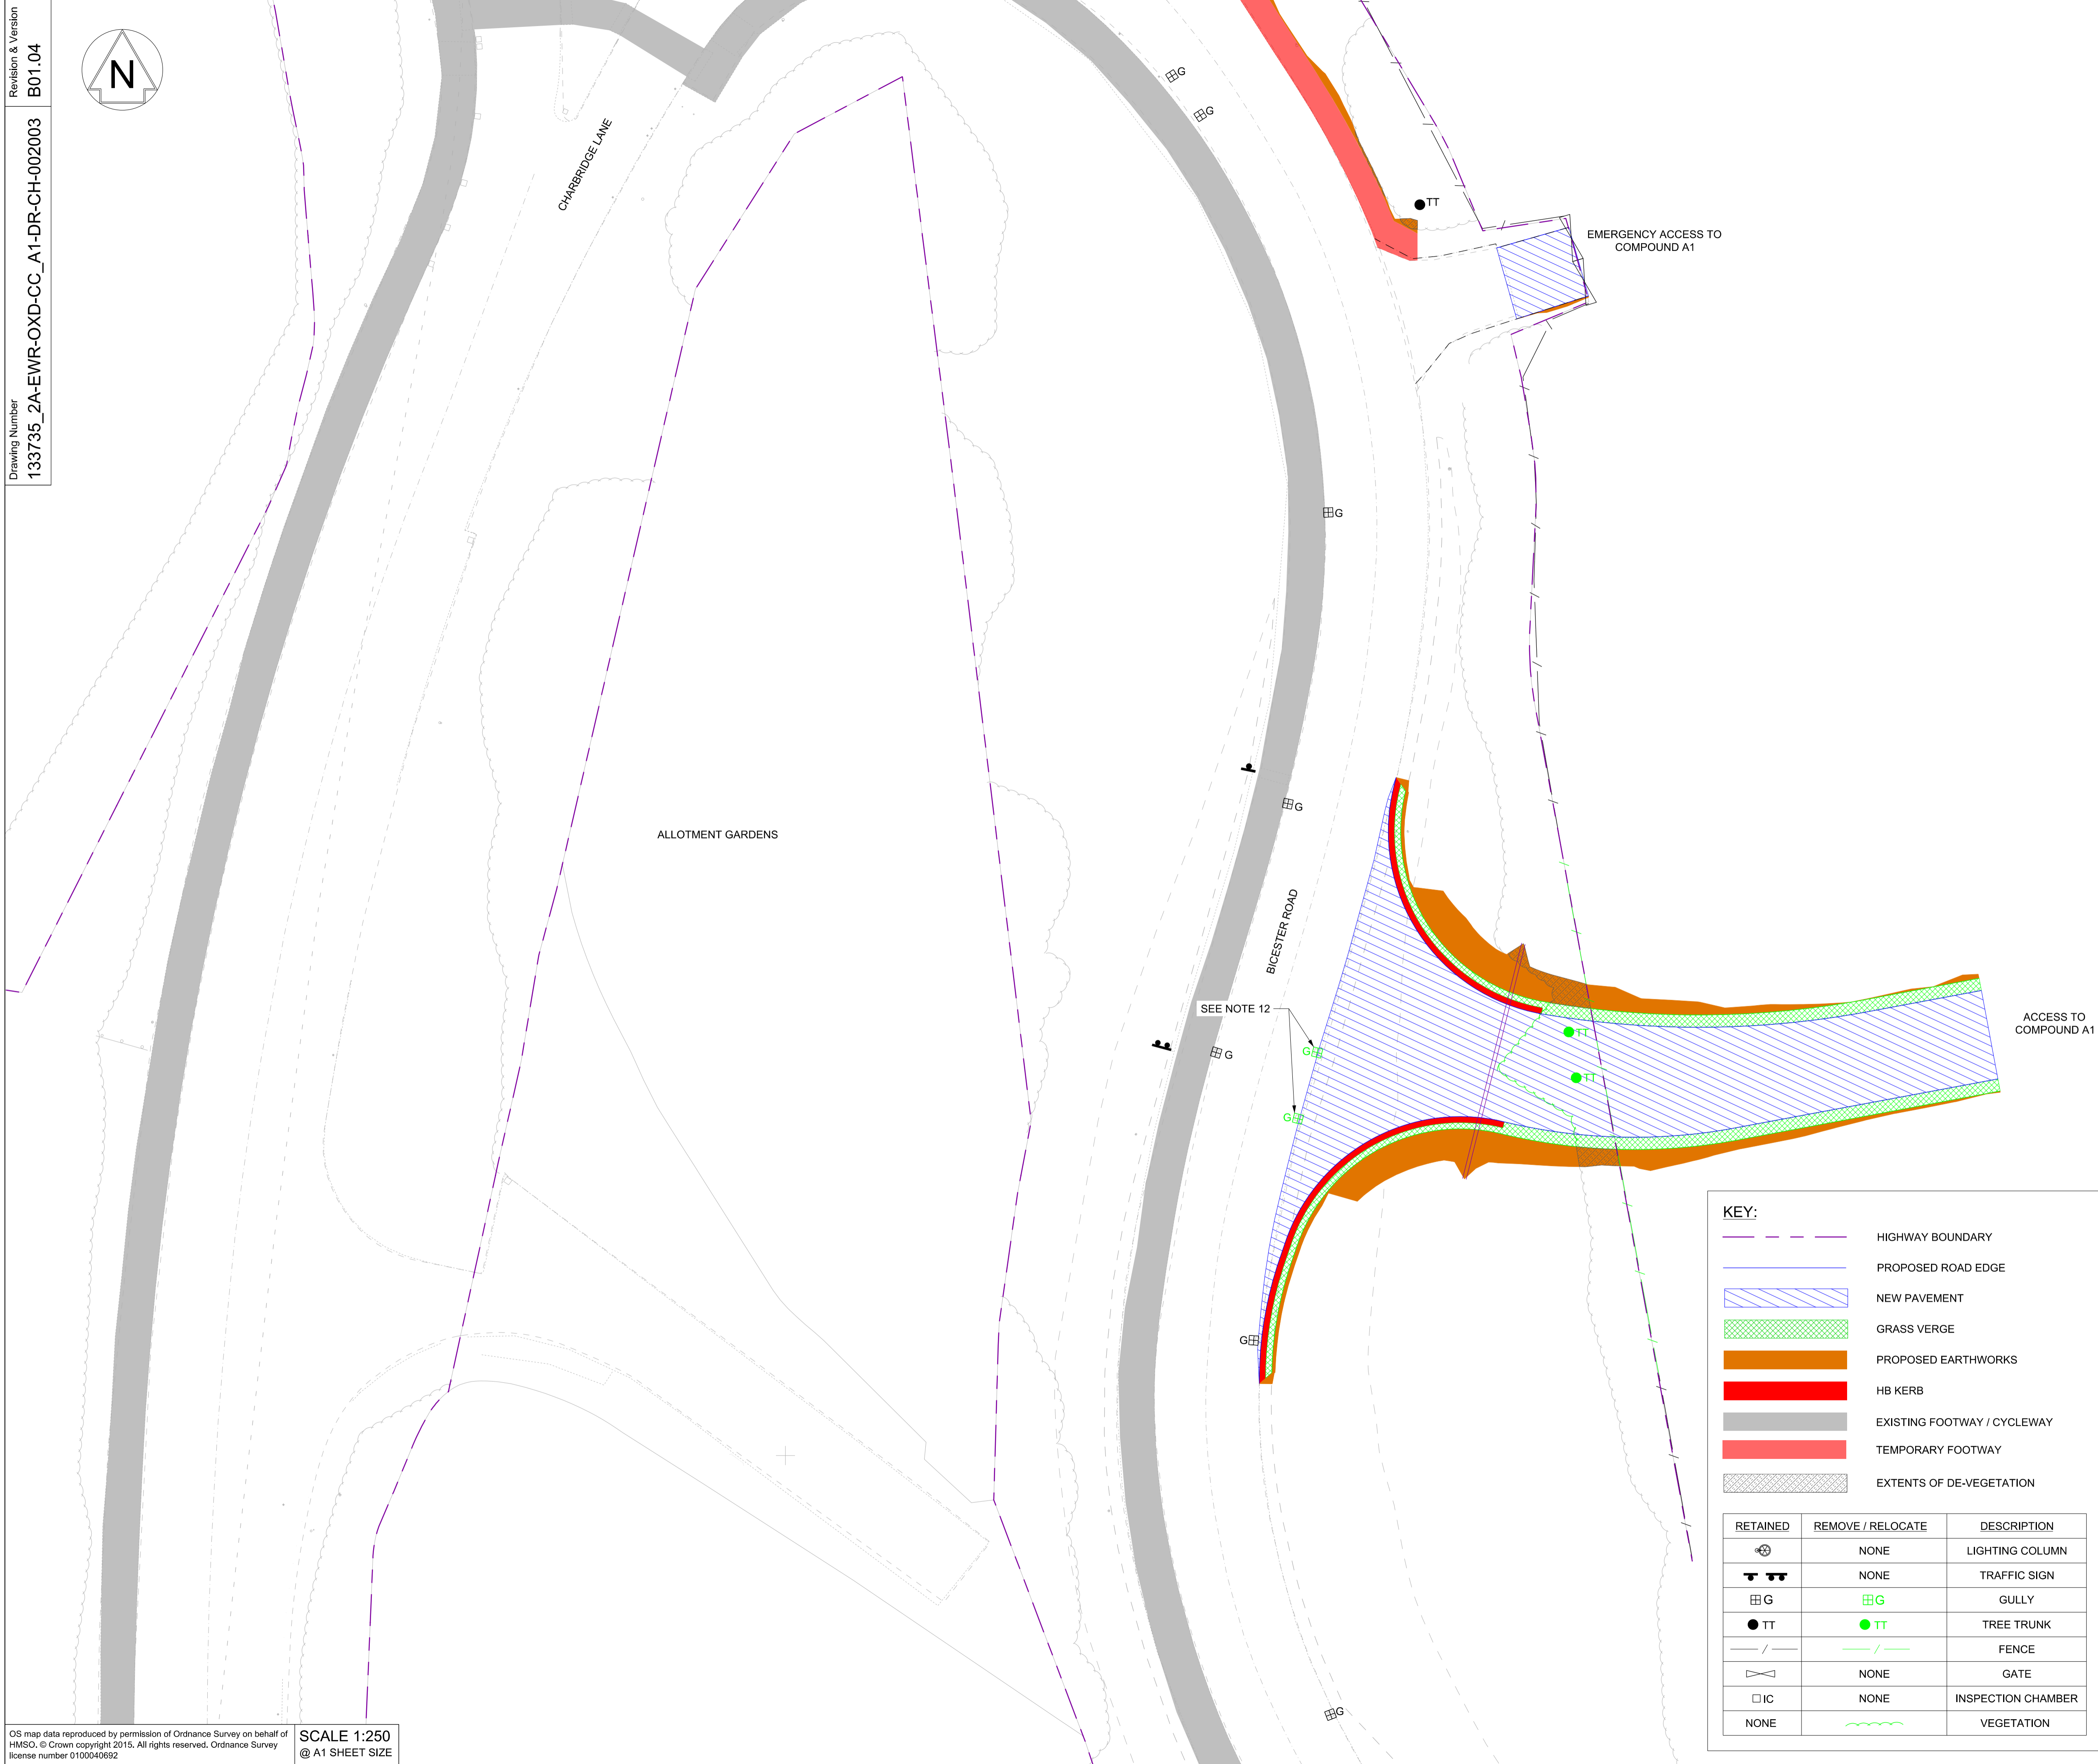 Revision & Version
B01.04
Drawing Number
133735_2A-EWR-OXD-CC_A1-DR-CH-002003
N
CHARBRIDGE LANE
G
G
TT
EMERGENCY ACCESS TO
COMPOUND A1
G
G
ALLOTMENT GARDENS
BICESTER ROAD
SEE NOTE 12
G
G
G
TT
TT
ACCESS TO
COMPOUND A1
G
G
KEY:
HIGHWAY BOUNDARY
PROPOSED ROAD EDGE
NEW PAVEMENT
GRASS VERGE
PROPOSED EARTHWORKS
HB KERB
EXISTING FOOTWAY / CYCLEWAY
TEMPORARY FOOTWAY
EXTENTS OF DE-VEGETATION
RETAINED REMOVE / RELOCATE DESCRIPTION
NONE LIGHTING COLUMN
NONE TRAFFIC SIGN
G G GULLY
TT TT TREE TRUNK
FENCE
NONE GATE
IC NONE INSPECTION CHAMBER
NONE VEGETATION
OS map data reproduced by permission of Ordnance Survey on behalf of
HMSO. © Crown copyright 2015. All rights reserved. Ordnance Survey
license number 0100040692
SCALE 1:250
@ A1 SHEET SIZE